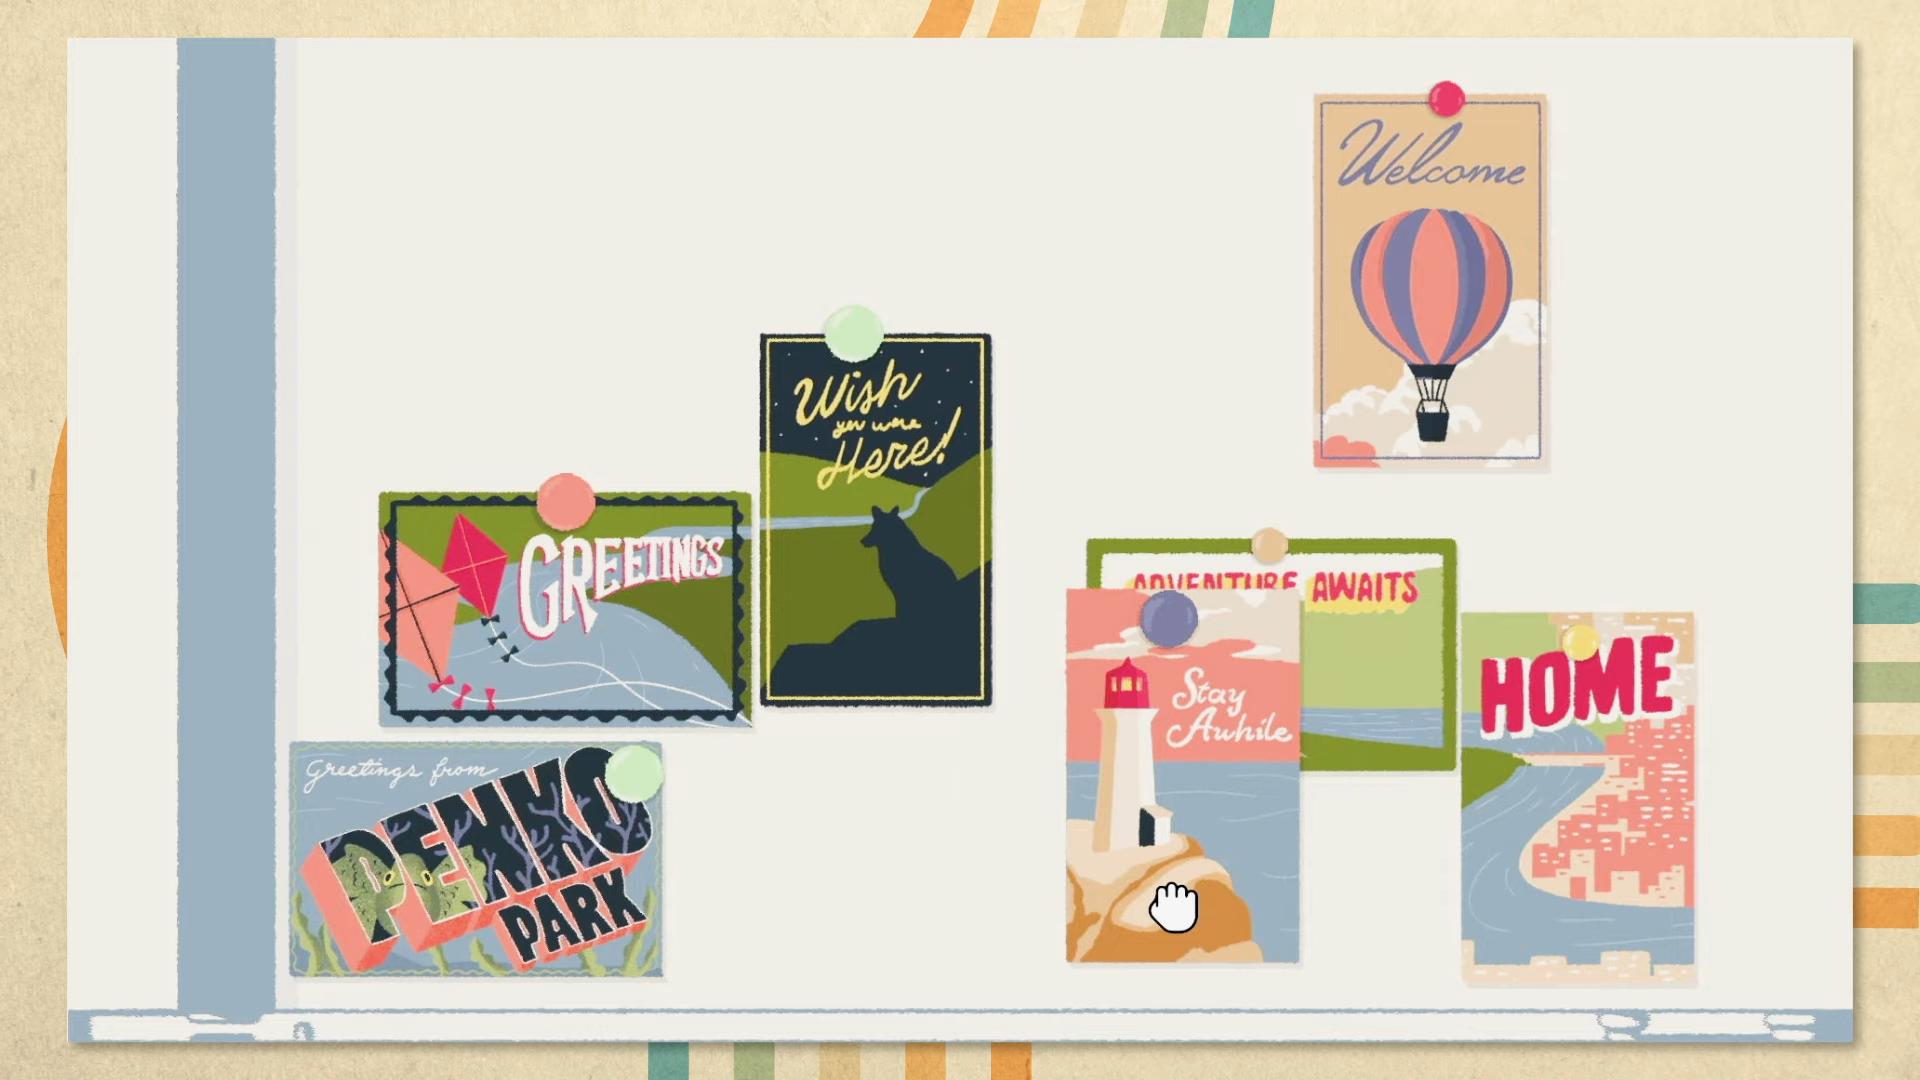 Welcome
Wish
you were
Here!
GREETINGS
ADVENTURE AWAITS
HOME
Stay
Awhile
Greetings from
PENKO
PARK